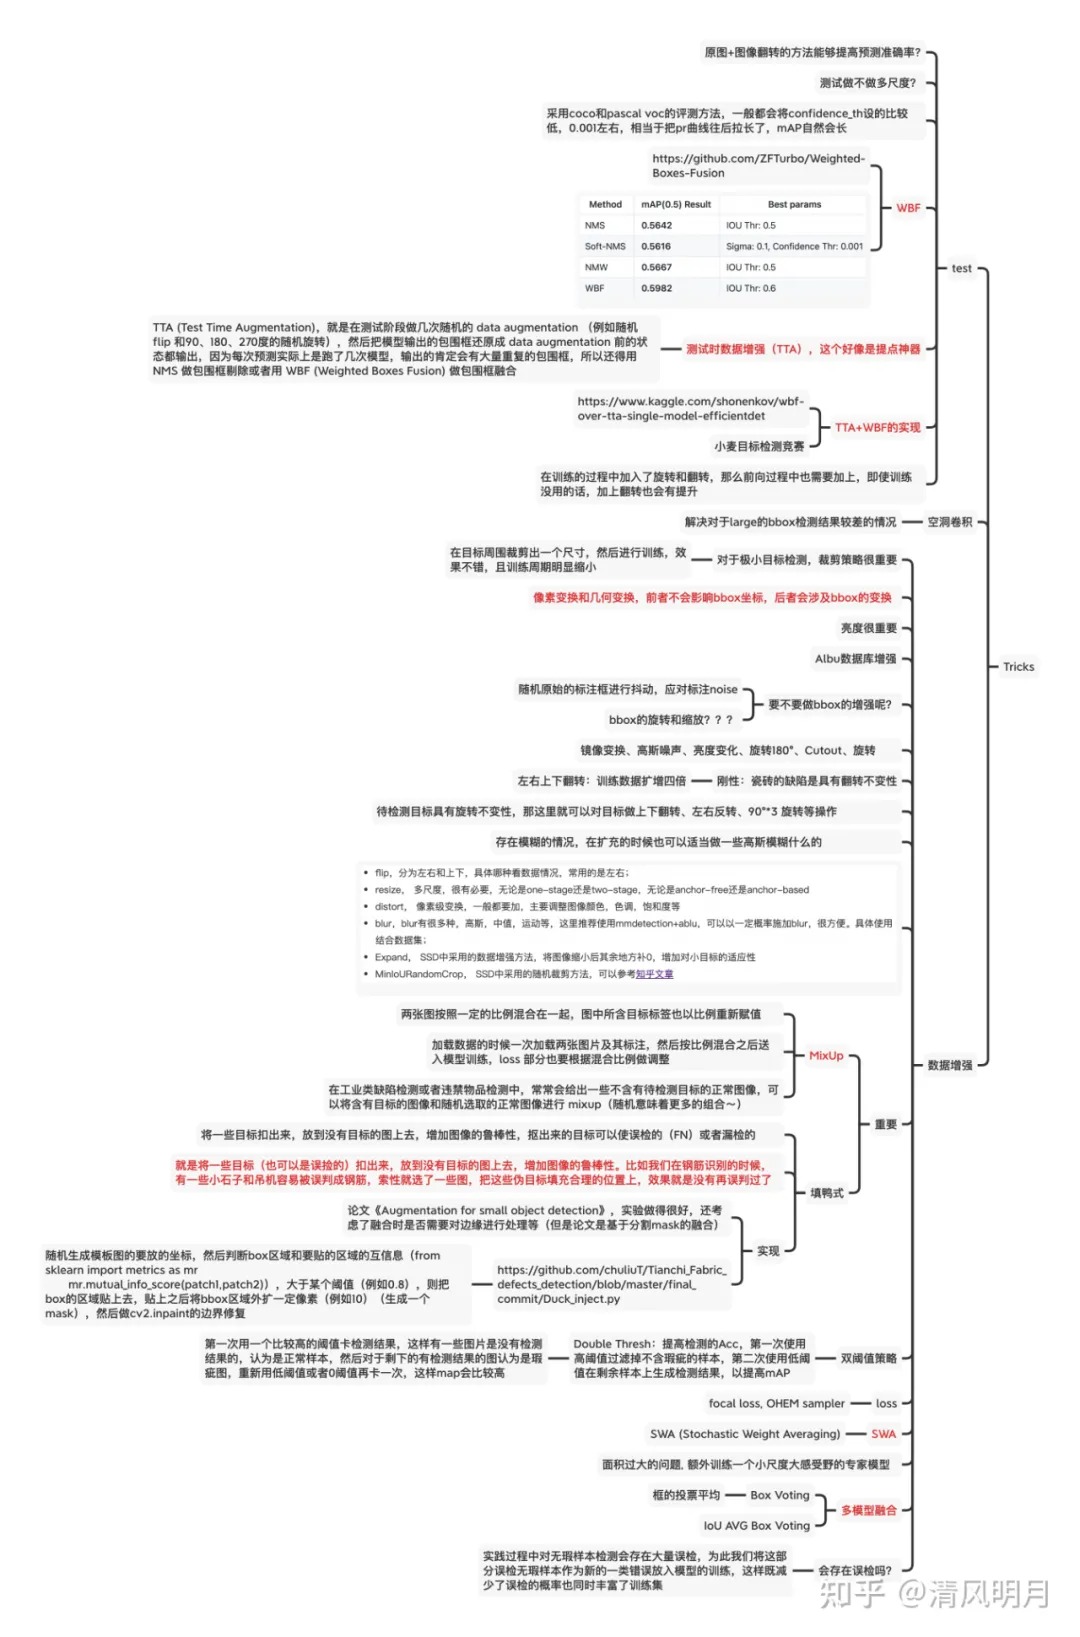 原图+图像翻转的方法能够提高预测准确率?
测试做不做多尺度?
采用coco和pascal voc的评测方法，一般都会将confidence_th设的比较
低，0.001左右，相当于把pr曲线往后拉长了，mAP自然会长
https://github.com/ZFTurbo/Weighted-
Boxes-Fusion
Method mAP(0.5) Result Best params
NMS 0.5642 IOU Thr: 0.5
Soft-NMS 0.5616 Sigma: 0.1, Confidence Thr: 0.001
NMW 0.5667 IOU Thr: 0.5
WBF 0.5982 IOU Thr: 0.6
WBF
test
TTA (Test Time Augmentation)，就是在测试阶段做几次随机的 data augmentation （例如随机
flip 和90、180、270度的随机旋转），然后把模型输出的包围框还原成 data augmentation 前的状
态都输出，因为每次预测实际上是跑了几次模型，输出的肯定会有大量重复的包围框，所以还得用
NMS 做包围框剔除或者用 WBF (Weighted Boxes Fusion) 做包围框融合
测试时数据增强（TTA），这个好像是提点神器
https://www.kaggle.com/shonenkov/wbf-
over-tta-single-model-efficientdet
小麦目标检测竞赛
TTA+WBF的实现
在训练的过程中加入了旋转和翻转，那么前向过程中也需要加上，即使训练
没用的话，加上翻转也会有提升
解决对于large的bbox检测结果较差的情况
空洞卷积
在目标周围裁剪出一个尺寸，然后进行训练，效
果不错，且训练周期明显缩小
对于极小目标检测，裁剪策略很重要
像素变换和几何变换，前者不会影响bbox坐标，后者会涉及bbox的变换
亮度很重要
Albu数据库增强
Tricks
随机原始的标注框进行抖动，应对标注noise
bbox的旋转和缩放？？？
要不要做bbox的增强呢?
镜像变换、高斯噪声、亮度变化、旋转180°、Cutout、旋转
左右上下翻转：训练数据扩增四倍
刚性：瓷砖的缺陷是具有翻转不变性
待检测目标具有旋转不变性，那这里就可以对目标做上下翻转、左右反转、90°*3 旋转等操作
存在模糊的情况，在扩充的时候也可以适当做一些高斯模糊什么的
• flip，分为左右和上下，具体哪种看数据情况，常用的是左右；
• resize， 多尺度，很有必要，无论是one-stage还是two-stage，无论是anchor-free还是anchor-based
• distort， 像素级变换，一般都要加，主要调整图像颜色，色调，饱和度等
• blur，blur有很多种，高斯，中值，运动等，这里推荐使用mmdetection+ablu，可以以一定概率施加blur，很方便。具体使用
结合数据集；
• Expand， SSD中采用的数据增强方法，将图像缩小后其余地方补0，增加对小目标的适应性
• MinIoURandomCrop， SSD中采用的随机裁剪方法，可以参考知乎文章
两张图按照一定的比例混合在一起，图中所含目标标签也以比例重新赋值
加载数据的时候一次加载两张图片及其标注，然后按比例混合之后送
入模型训练，loss 部分也要根据混合比例做调整
MixUp
数据增强
在工业类缺陷检测或者违禁物品检测中，常常会给出一些不含有待检测目标的正常图像，可
以将含有目标的图像和随机选取的正常图像进行 mixup（随机意味着更多的组合～）
重要
将一些目标扣出来，放到没有目标的图上去，增加图像的鲁棒性，抠出来的目标可以使误检的（FN）或者漏检的
就是将一些目标（也可以是误捡的）扣出来，放到没有目标的图上去，增加图像的鲁棒性。比如我们在钢筋识别的时候，
有一些小石子和吊机容易被误判成钢筋，索性就选了一些图，把这些伪目标填充合理的位置上，效果就是没有再误判过了
填鸭式
论文《Augmentation for small object detection》，实验做得很好，还考
虑了融合时是否需要对边缘进行处理等（但是论文是基于分割mask的融合）
实现
随机生成模板图的要放的坐标，然后判断box区域和要贴的区域的互信息（from
sklearn import metrics as mr
mr.mutual_info_score(patch1,patch2)），大于某个阈值（例如0.8），则把
box的区域贴上去，贴上之后将bbox区域外扩一定像素（例如10）（生成一个
mask），然后做cv2.inpaint的边界修复
https://github.com/chuliuT/Tianchi_Fabric_
defects_detection/blob/master/final_
commit/Duck_inject.py
第一次用一个比较高的阈值卡检测结果，这样有一些图片是没有检测
结果的，认为是正常样本，然后对于剩下的有检测结果的图认为是瑕
疵图，重新用低阈值或者0阈值再卡一次，这样map会比较高
Double Thresh：提高检测的Acc，第一次使用
高阈值过滤掉不含瑕疵的样本，第二次使用低阈
值在剩余样本上生成检测结果，以提高mAP
双阈值策略
focal loss, OHEM sampler
loss
SWA (Stochastic Weight Averaging)
SWA
面积过大的问题, 额外训练一个小尺度大感受野的专家模型
框的投票平均
Box Voting
IoU AVG Box Voting
多模型融合
实践过程中对无瑕样本检测会存在大量误检，为此我们将这部
分误检无瑕样本作为新的一类错误放入模型的训练，这样既减
少了误检的概率也同时丰富了训练集
会存在误检吗?
知乎 @清风明月